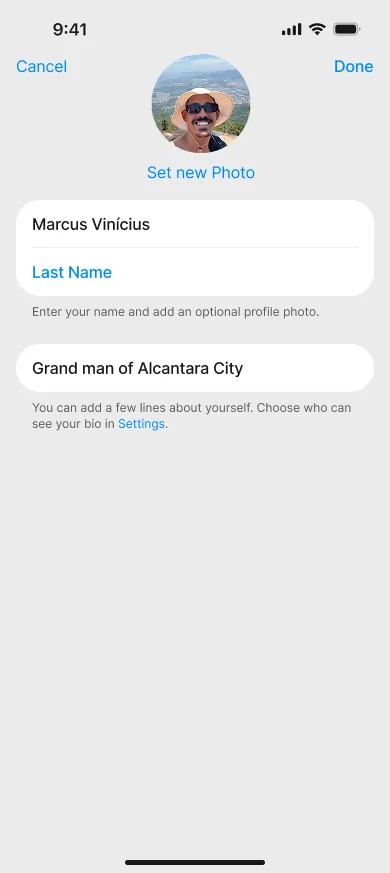 9:41
Cancel
Done
Set new Photo
Marcus Vinícius
Last Name
Enter your name and add an optional profile photo.
Grand man of Alcantara City
You can add a few lines about yourself. Choose who can
see your bio in Settings.